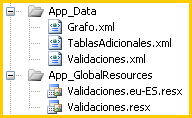 App_Data
Grafo.xml
TablasAdicionales.xml
Validaciones.xml
App_GlobalResources
Validaciones.eu-ES.resx
Validaciones.resx